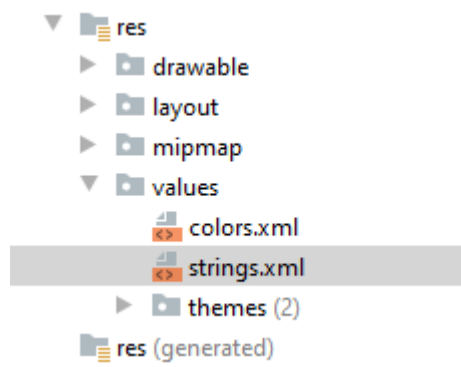 res
drawable
layout
mipmap
values
colors.xml
strings.xml
themes (2)
res (generated)